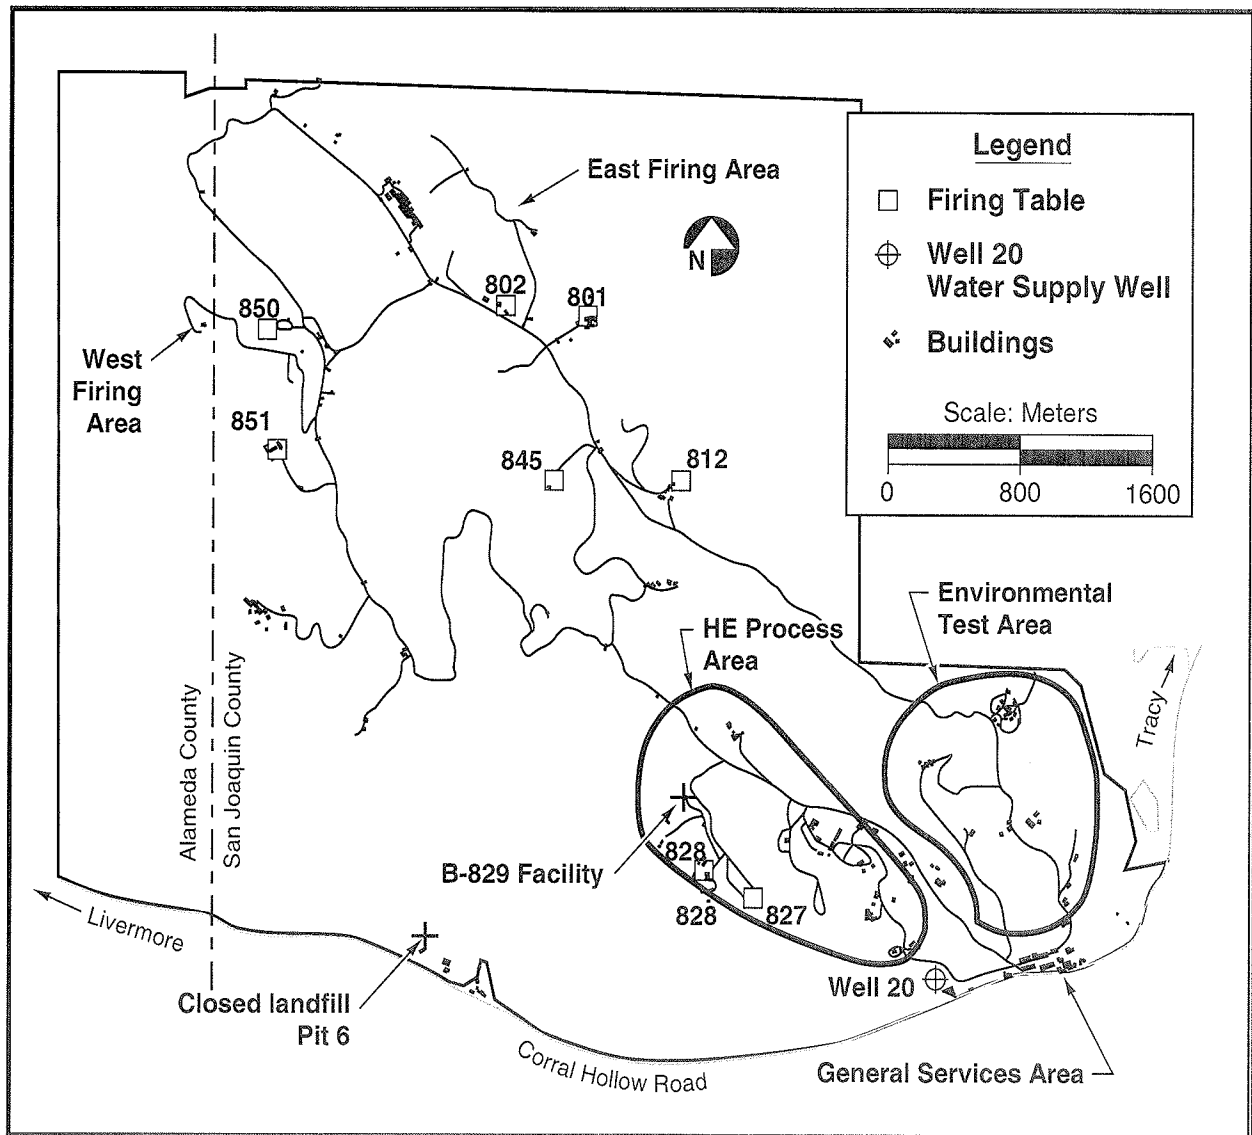 Legend
Firing Table
Well 20
Water Supply Well
Buildings
Scale: Meters
0 800 1600
East Firing Area
N
802
801
850
West
Firing
Area
851
845
812
Environmental
Test Area
HE Process
Area
Alameda County
San Joaquin County
Tracy
B-829 Facility
828
828
827
Livermore
Well 20
Closed landfill
Pit 6
Corral Hollow Road
General Services Area